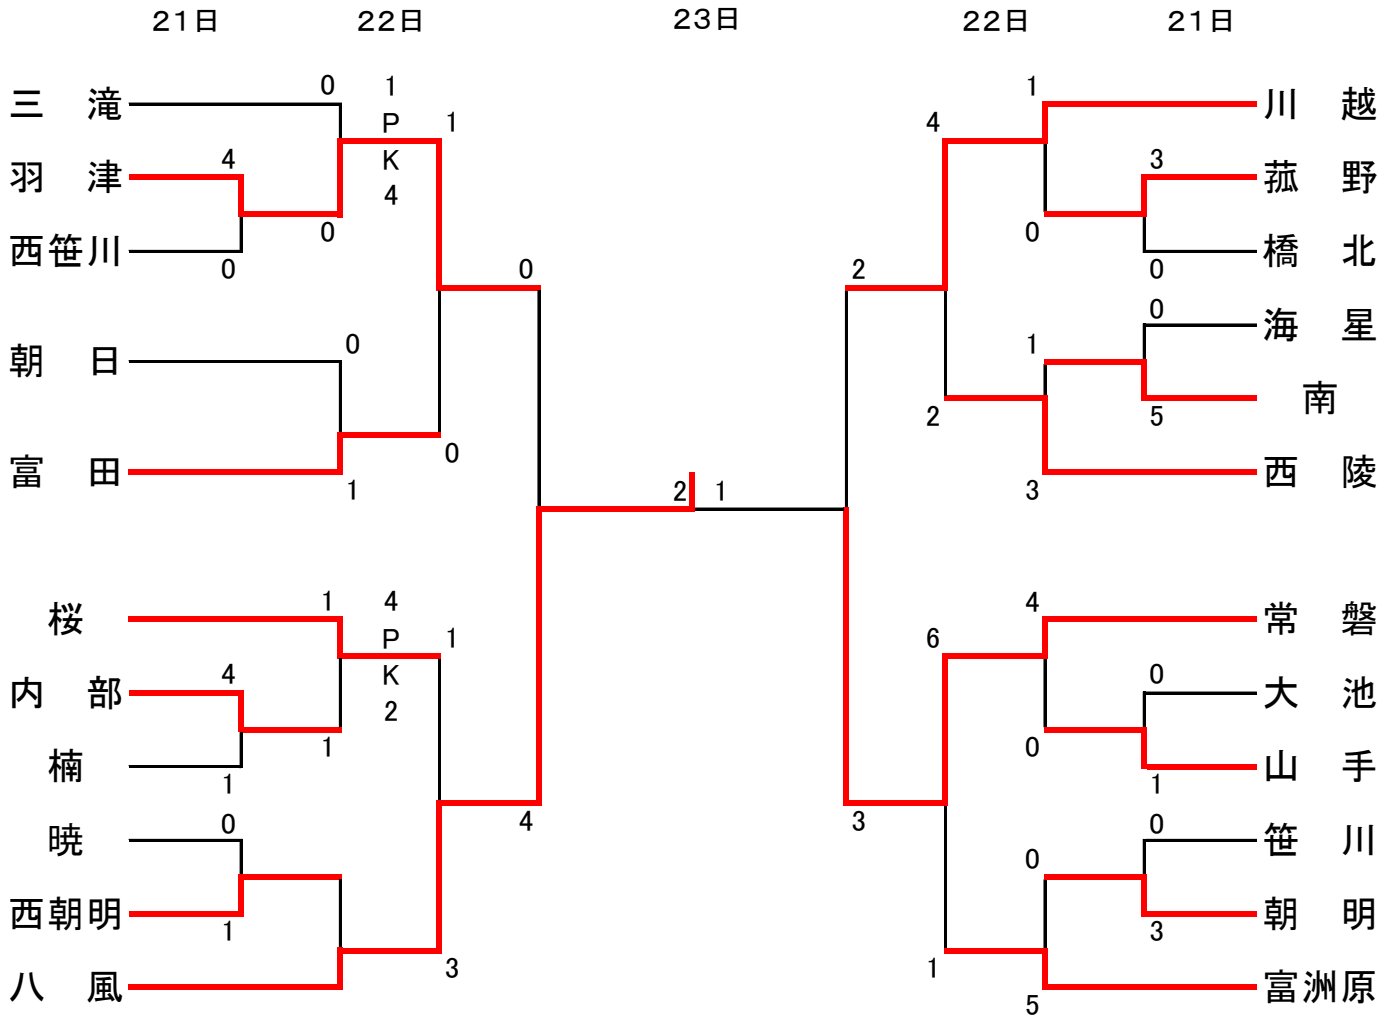 21日 22日 23日 22日 21日
0 1 1
三滝 P 1 4 川越
4 K 3
羽津 4 菰野
0 0
西笹川 0 0 橋北
0 2
0 海星
0 1
朝日 南
2 5
0
富田 1 2 1 3 西陵
1 4 4
桜 P 1 6 常磐
4 K 0
内部 2 大池
1 0
楠 1 1 山手
0 4 3 0
暁 0 笹川
西朝明 1 3 朝明
3 1
八風 5 富洲原